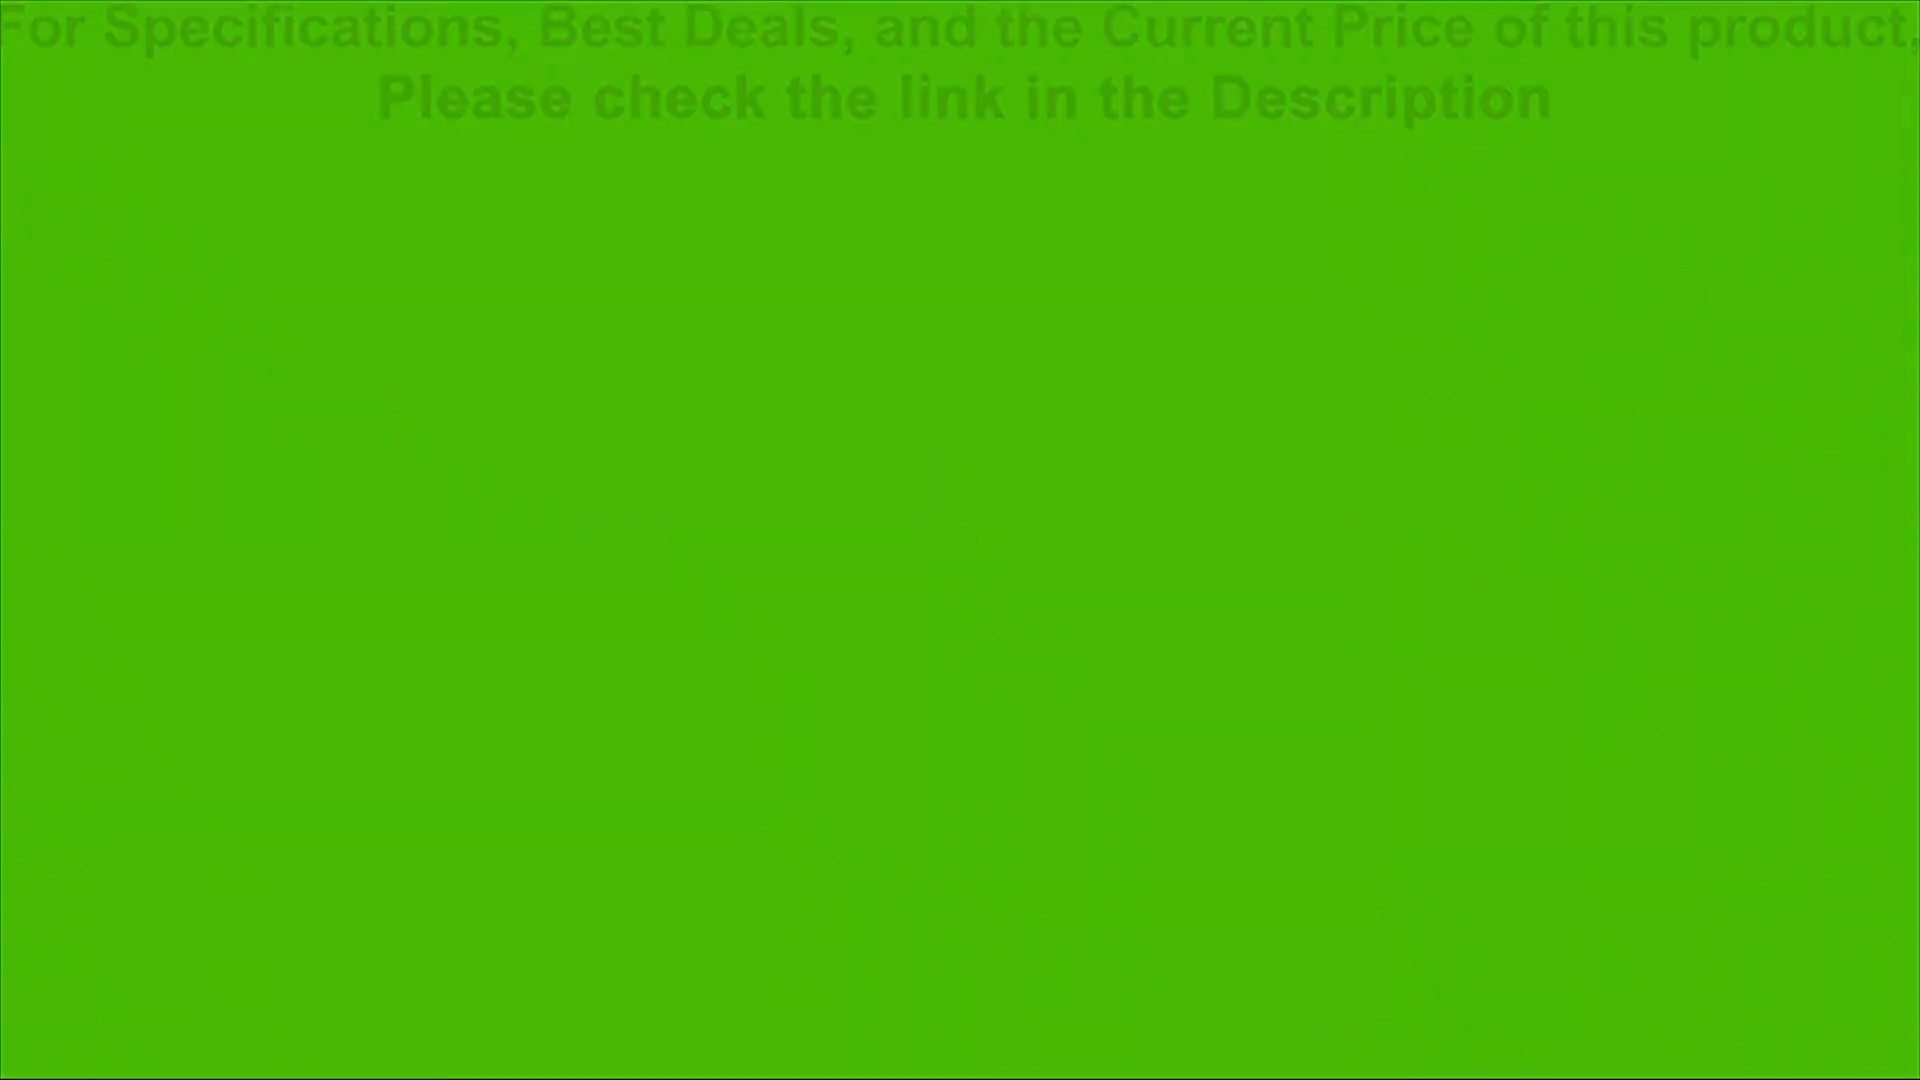 For Specifications, Best Deals, and the Current Price of this product,
Please check the link in the Description